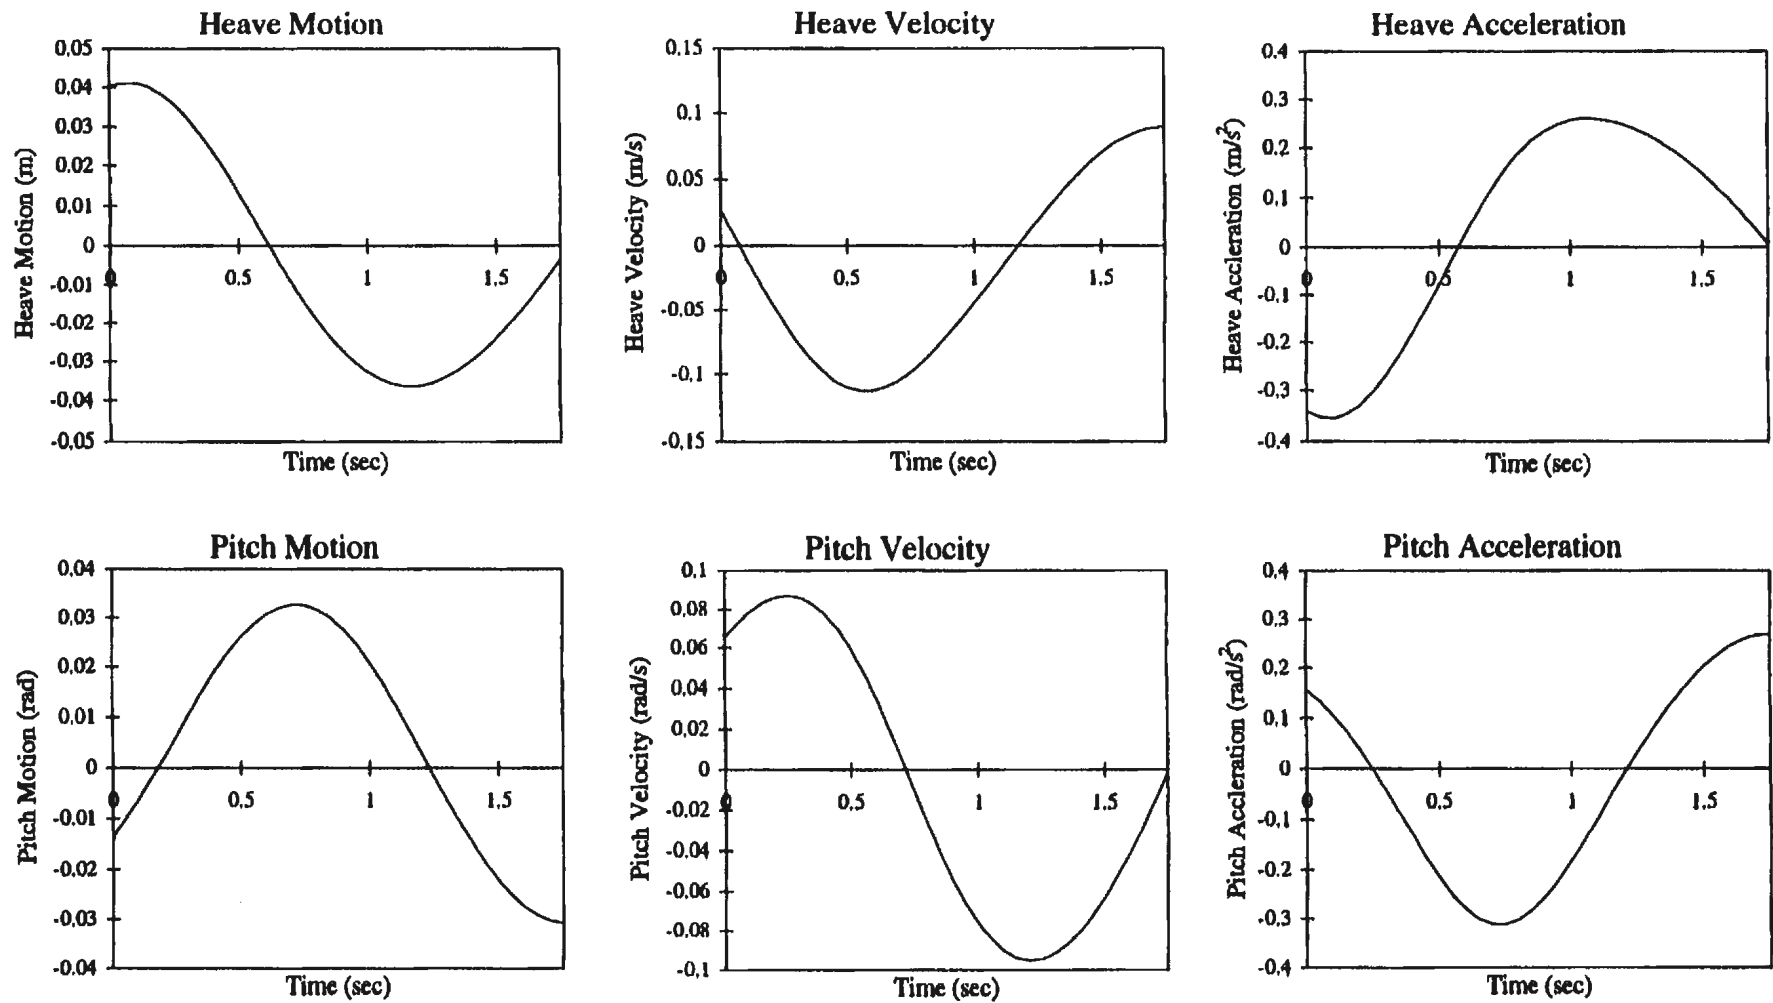 Heave Motion
0.05
0.04
0.03
0.02
0.01
0
-0.01
-0.02
-0.03
-0.04
-0.05
Heave Motion (m)
0 0.5 1 1.5
Time (sec)
Heave Velocity
0.15
0.1
0.05
0
-0.05
-0.1
-0.15
Heave Velocity (m/s)
0 0.5 1 1.5
Time (sec)
Heave Acceleration
0.4
0.3
0.2
0.1
0
-0.1
-0.2
-0.3
-0.4
Heave Accleration (m/s²)
0 0.5 1 1.5
Time (sec)
Pitch Motion
0.04
0.03
0.02
0.01
0
-0.01
-0.02
-0.03
-0.04
Pitch Motion (rad)
0 0.5 1 1.5
Time (sec)
Pitch Velocity
0.1
0.08
0.06
0.04
0.02
0
-0.02
-0.04
-0.06
-0.08
-0.1
Pitch Velocity (rad/s)
0 0.5 1 1.5
Time (sec)
Pitch Acceleration
0.4
0.3
0.2
0.1
0
-0.1
-0.2
-0.3
-0.4
Pitch Accleration (rad/s²)
0 0.5 1 1.5
Time (sec)